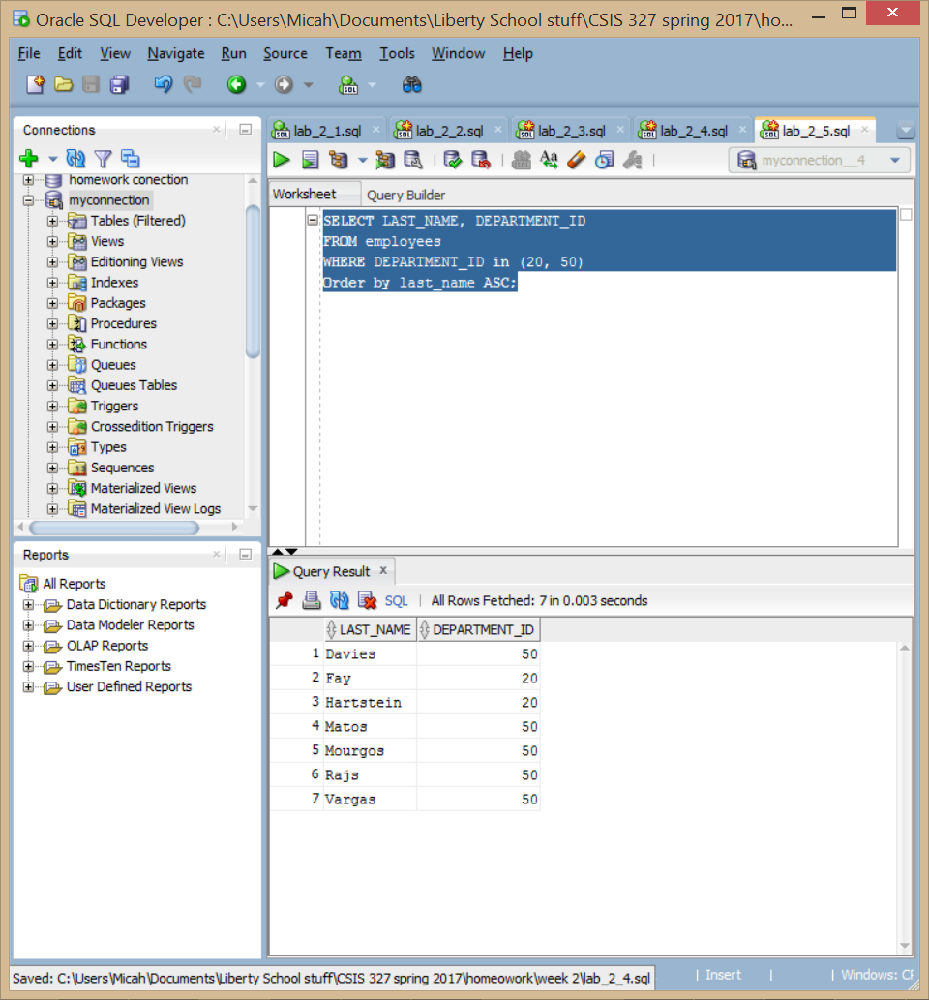 Oracle SQL Developer : C:\Users\Micah\Documents\Liberty School stuff\CSIS 327 spring 2017\ho...
File Edit View Navigate Run Source Team Tools Window Help
Connections
homework conection
myconnection
Tables (Filtered)
Views
Editioning Views
Indexes
Packages
Procedures
Functions
Queues
Queues Tables
Triggers
Crossedition Triggers
Types
Sequences
Materialized Views
Materialized View Logs
Reports
All Reports
Data Dictionary Reports
Data Modeler Reports
OLAP Reports
TimesTen Reports
User Defined Reports
lab_2_1.sql lab_2_2.sql lab_2_3.sql lab_2_4.sql lab_2_5.sql
myconnection__4
Worksheet Query Builder
SELECT LAST_NAME, DEPARTMENT_ID
FROM employees
WHERE DEPARTMENT_ID in (20, 50)
Order by last_name ASC;
Query Result
SQL | All Rows Fetched: 7 in 0.003 seconds
LAST_NAME DEPARTMENT_ID
1 Davies 50
2 Fay 20
3 Hartstein 20
4 Matos 50
5 Mourgos 50
6 Rajs 50
7 Vargas 50
Saved: C:\Users\Micah\Documents\Liberty School stuff\CSIS 327 spring 2017\homeowork\week 2\lab_2_4.sql | Insert | | Windows: CF